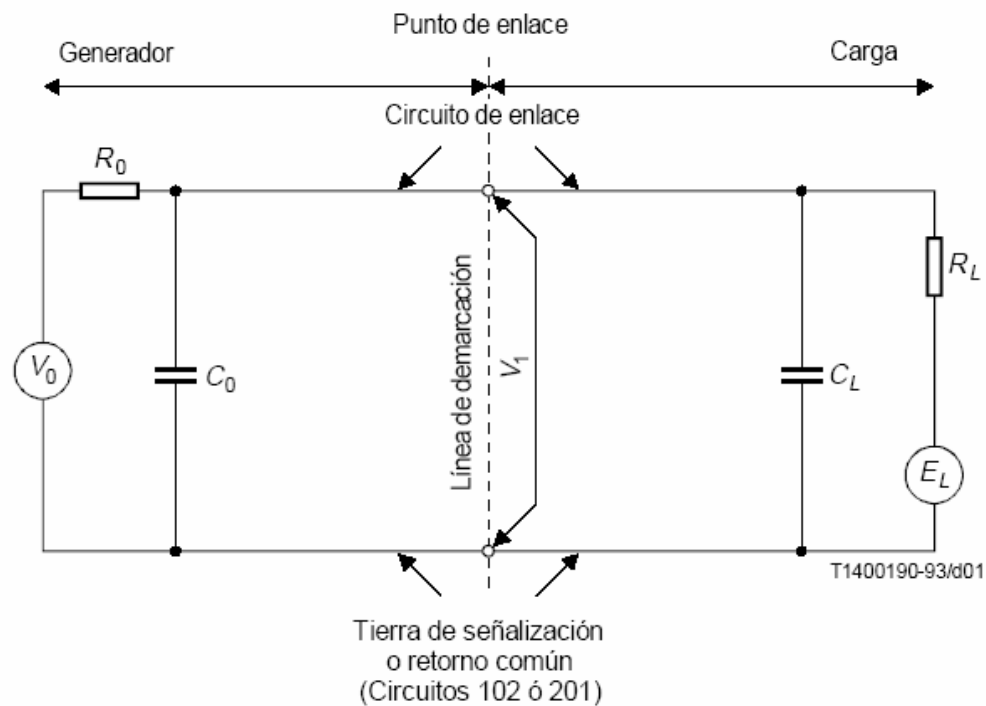 Punto de enlace
Generador
Carga
Circuito de enlace
R0
RL
Línea de demarcación
V1
V0
C0
CL
EL
T1400190-93/d01
Tierra de señalización
o retorno común
(Circuitos 102 ó 201)